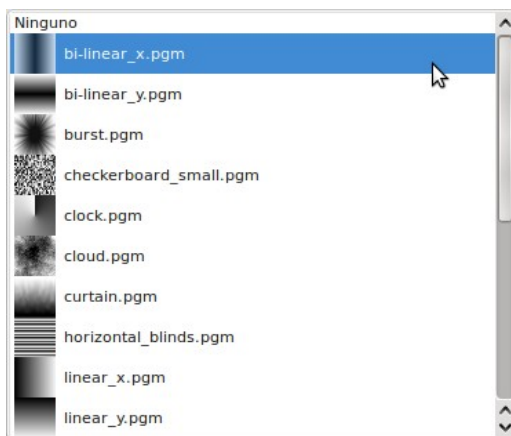 Ninguno
bi-linear_x.pgm
bi-linear_y.pgm
burst.pgm
checkerboard_small.pgm
clock.pgm
cloud.pgm
curtain.pgm
horizontal_blinds.pgm
linear_x.pgm
linear_y.pgm